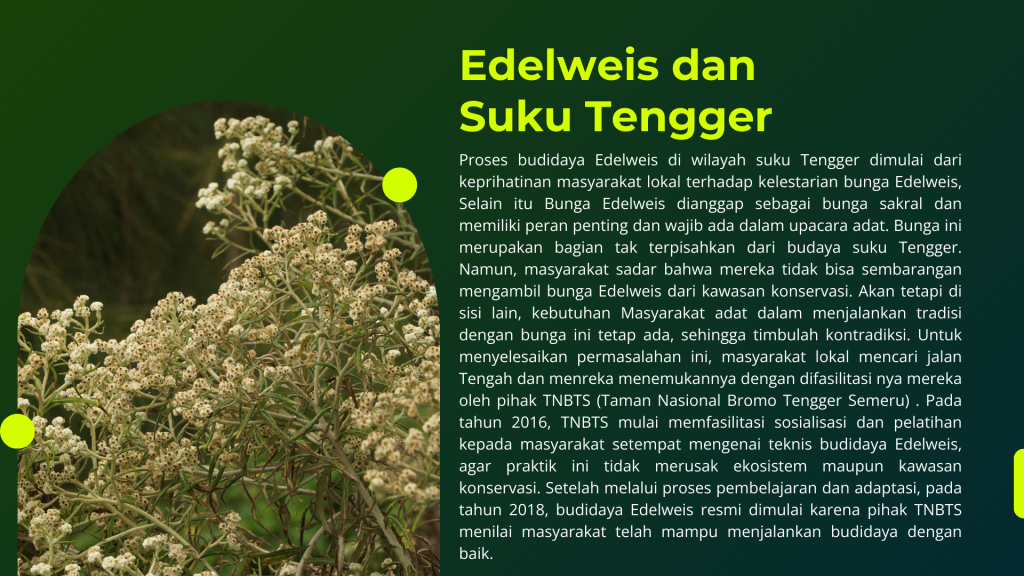 Edelweis dan
Suku Tengger
Proses budidaya Edelweis di wilayah suku Tengger dimulai dari
keprihatinan masyarakat lokal terhadap kelestarian bunga Edelweis,
Selain itu Bunga Edelweis dianggap sebagai bunga sakral dan
memiliki peran penting dan wajib ada dalam upacara adat. Bunga ini
merupakan bagian tak terpisahkan dari budaya suku Tengger.
Namun, masyarakat sadar bahwa mereka tidak bisa sembarangan
mengambil bunga Edelweis dari kawasan konservasi. Akan tetapi di
sisi lain, kebutuhan Masyarakat adat dalam menjalankan tradisi
dengan bunga ini tetap ada, sehingga timbulah kontradiksi. Untuk
menyelesaikan permasalahan ini, masyarakat lokal mencari jalan
Tengah dan menreka menemukannya dengan difasilitasi nya mereka
oleh pihak TNBTS (Taman Nasional Bromo Tengger Semeru) . Pada
tahun 2016, TNBTS mulai memfasilitasi sosialisasi dan pelatihan
kepada masyarakat setempat mengenai teknis budidaya Edelweis,
agar praktik ini tidak merusak ekosistem maupun kawasan
konservasi. Setelah melalui proses pembelajaran dan adaptasi, pada
tahun 2018, budidaya Edelweis resmi dimulai karena pihak TNBTS
menilai masyarakat telah mampu menjalankan budidaya dengan
baik.